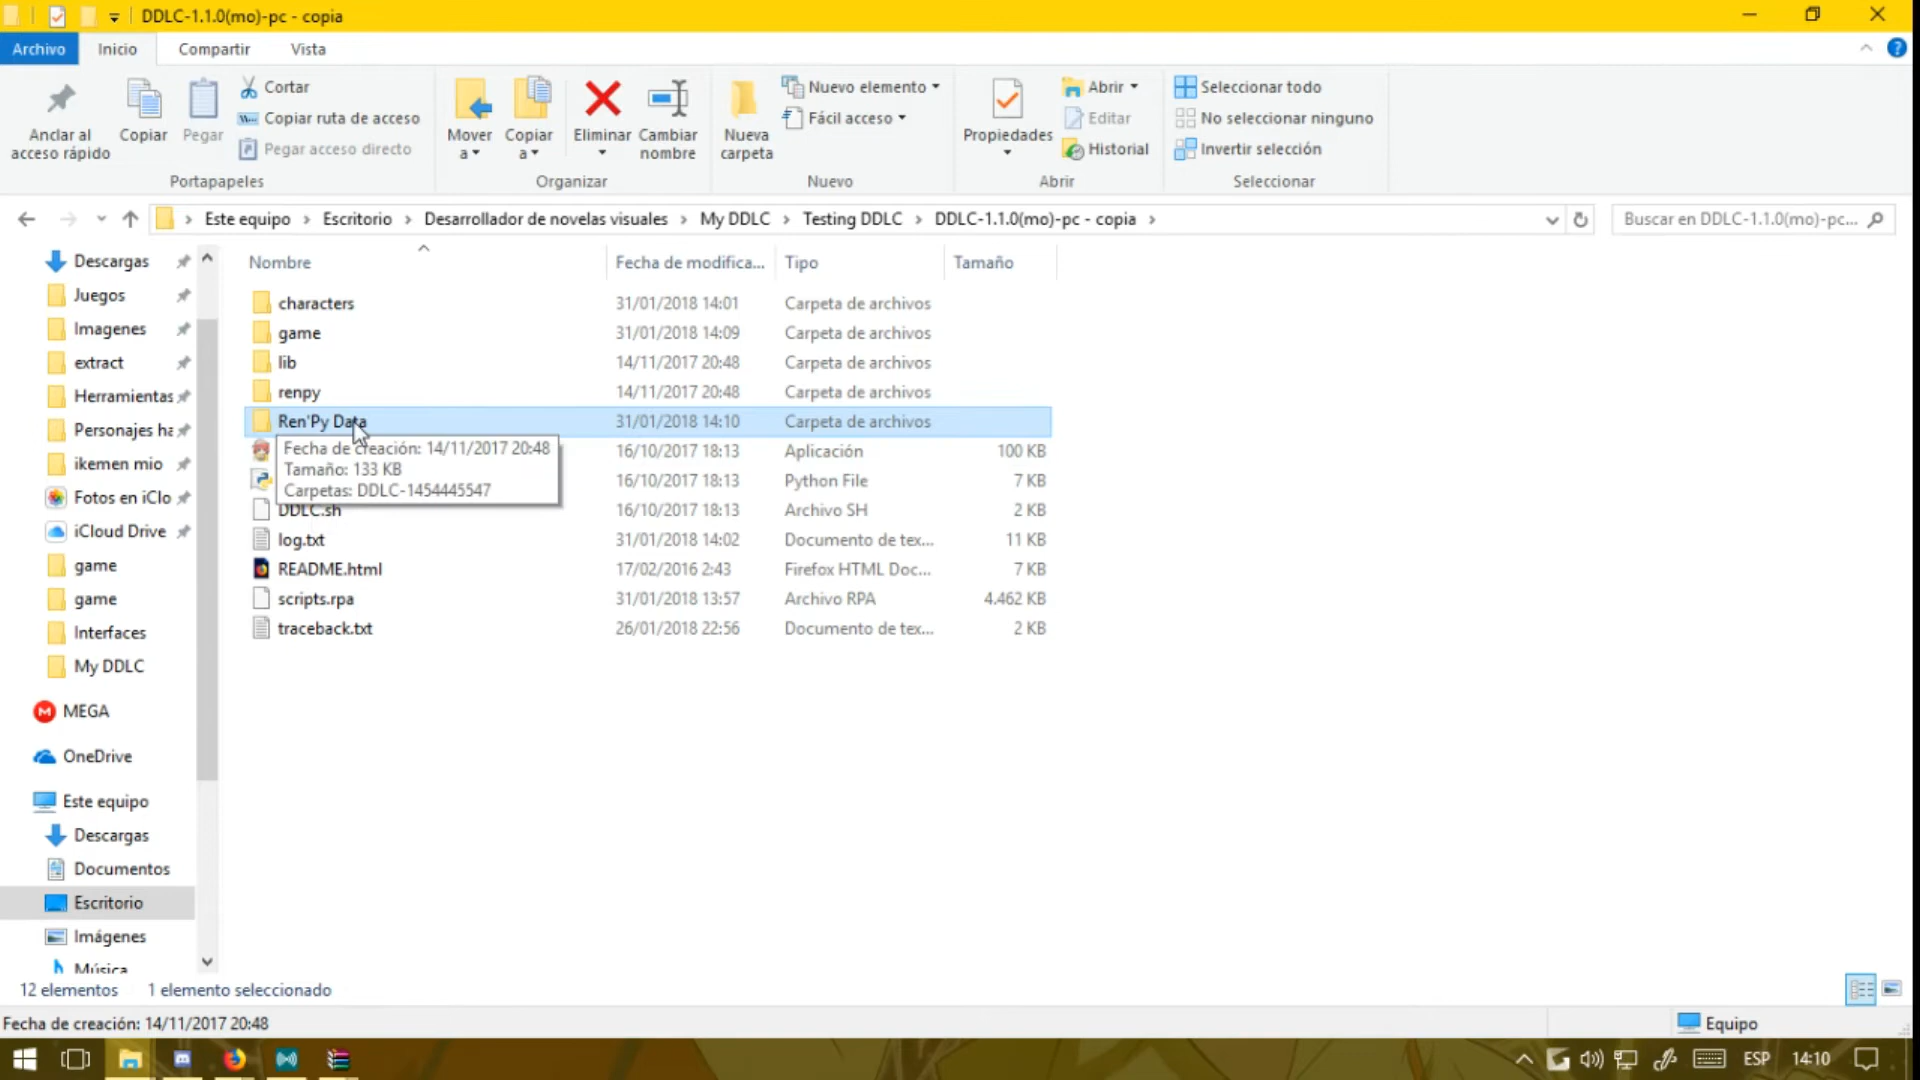 DDLC-1.1.0(mo)-pc - copia
Archivo Inicio Compartir Vista
Anclar al acceso rápido
Copiar
Pegar
Cortar
Copiar ruta de acceso
Pegar acceso directo
Portapapeles
Mover a
Copiar a
Eliminar
Cambiar nombre
Organizar
Nueva carpeta
Nuevo elemento
Fácil acceso
Nuevo
Propiedades
Abrir
Editar
Historial
Abrir
Seleccionar todo
No seleccionar ninguno
Invertir selección
Seleccionar
Este equipo > Escritorio > Desarrollador de novelas visuales > My DDLC > Testing DDLC > DDLC-1.1.0(mo)-pc - copia >
Buscar en DDLC-1.1.0(mo)-pc...
Descargas
Juegos
Imagenes
extract
Herramientas
Personajes ha
ikemen mio
Fotos en iClo
iCloud Drive
game
game
Interfaces
My DDLC
MEGA
OneDrive
Este equipo
Descargas
Documentos
Escritorio
Imágenes
Música
Nombre Fecha de modifica... Tipo Tamaño
characters 31/01/2018 14:01 Carpeta de archivos
game 31/01/2018 14:09 Carpeta de archivos
lib 14/11/2017 20:48 Carpeta de archivos
renpy 14/11/2017 20:48 Carpeta de archivos
Ren'Py Data 31/01/2018 14:10 Carpeta de archivos
16/10/2017 18:13 Aplicación 100 KB
16/10/2017 18:13 Python File 7 KB
DDLC.sh 16/10/2017 18:13 Archivo SH 2 KB
log.txt 31/01/2018 14:02 Documento de tex... 11 KB
README.html 17/02/2016 2:43 Firefox HTML Doc... 7 KB
scripts.rpa 31/01/2018 13:57 Archivo RPA 4.462 KB
traceback.txt 26/01/2018 22:56 Documento de tex... 2 KB
Fecha de creación: 14/11/2017 20:48
Tamaño: 133 KB
Carpetas: DDLC-1454445547
12 elementos 1 elemento seleccionado
Fecha de creación: 14/11/2017 20:48
Equipo
ESP 14:10